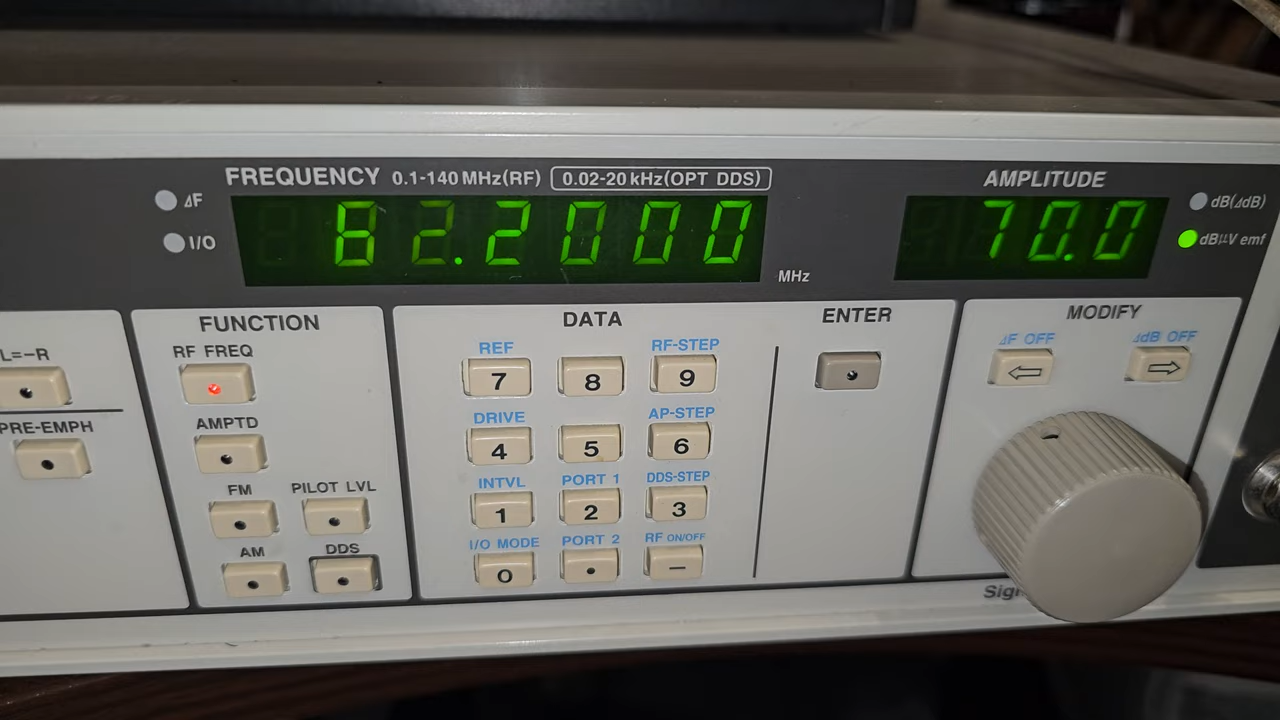 FREQUENCY 0.1-140 MHz(RF) 0.02-20 kHz(OPT DDS)
AMPLITUDE
ΔF
I/O
82.2000
MHz
70.0
dB(ΔdB)
dBμV emf
L=-R
PRE-EMPH
FUNCTION
RF FREQ
AMPTD
FM
PILOT LVL
AM
DDS
DATA
REF
RF-STEP
7
8
9
DRIVE
AP-STEP
4
5
6
INTVL
PORT 1
DDS-STEP
1
2
3
I/O MODE
PORT 2
RF ON/OFF
0
.
−
ENTER
MODIFY
ΔF OFF
ΔdB OFF